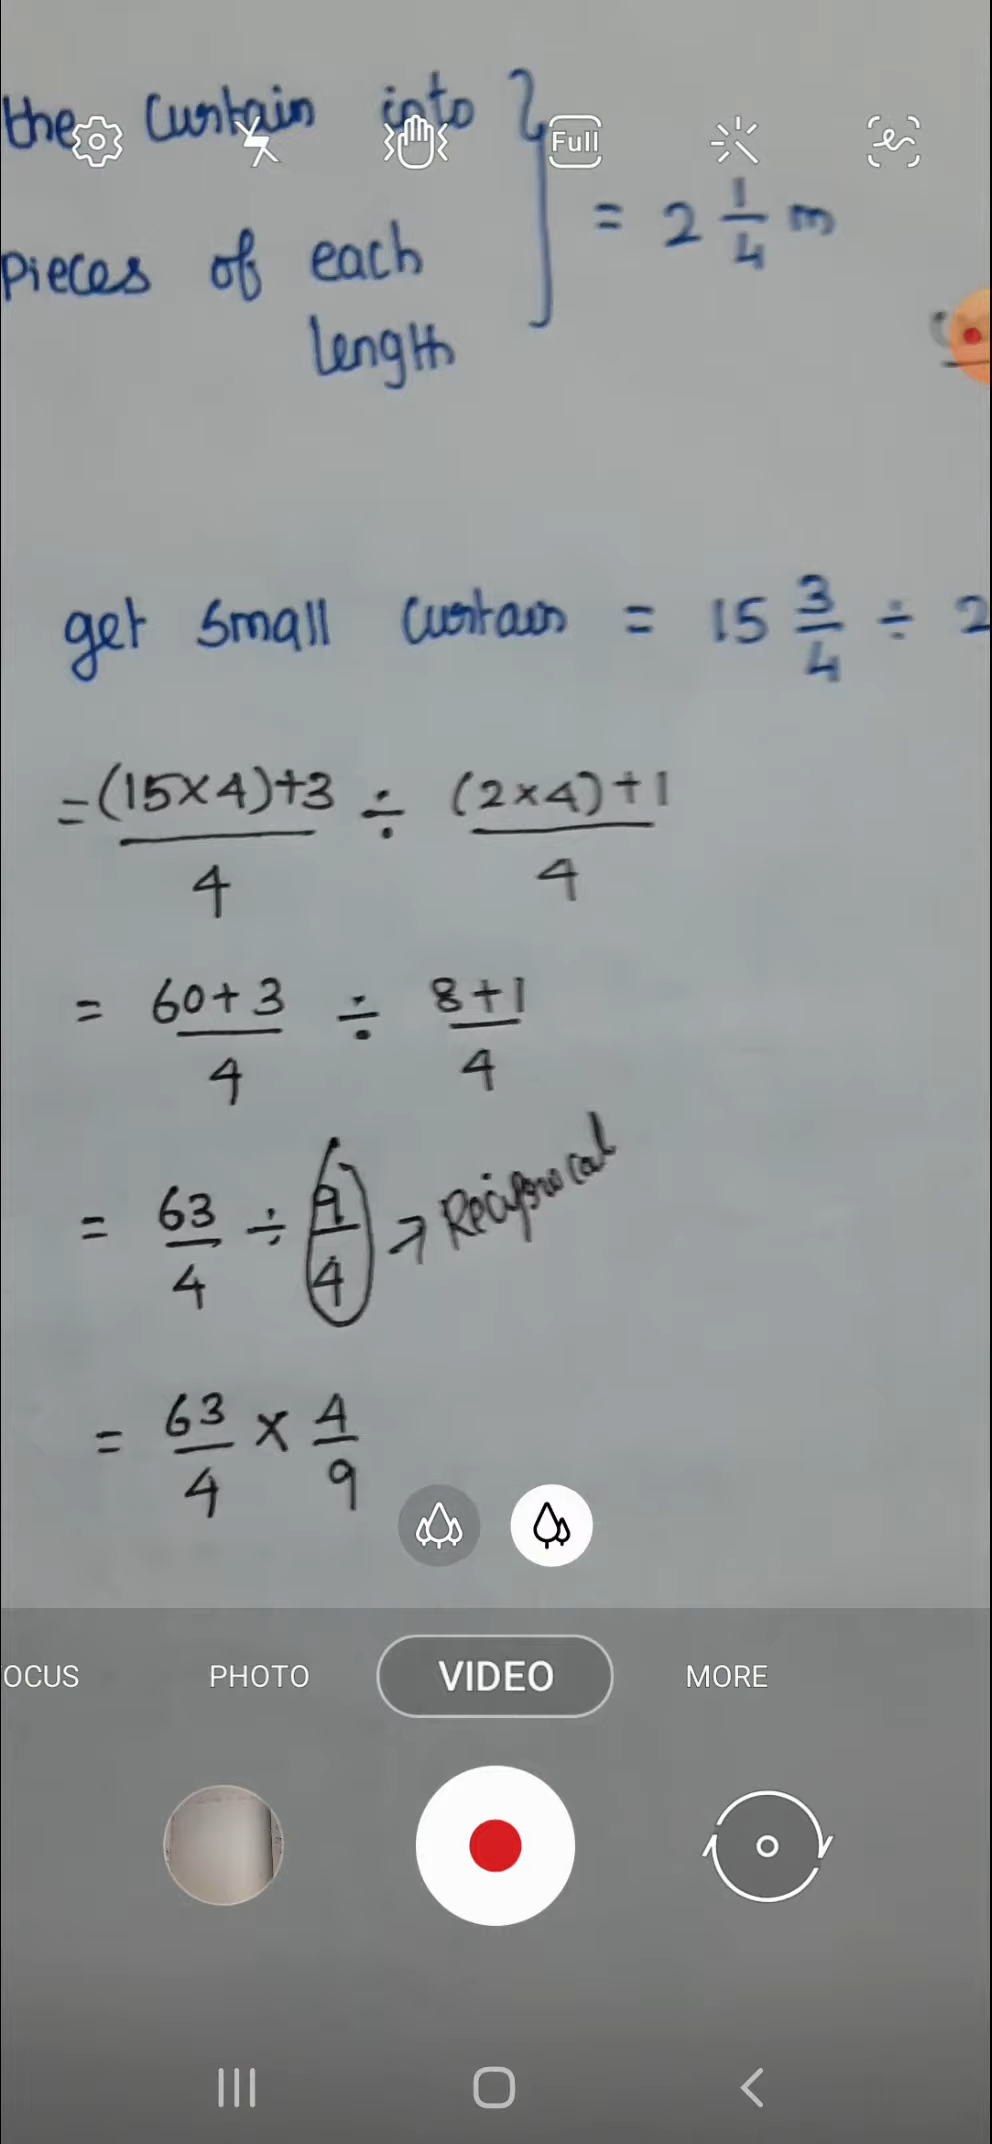 the Curtain into
Full
= 2 1/4 m
pieces of each
length
get small curtain = 15 3/4 ÷ 2
= (15×4)+3 / 4 ÷ (2×4)+1 / 4
= 60+3 / 4 ÷ 8+1 / 4
= 63/4 ÷ 9/4 → Reciprocal
= 63/4 × 4/9
OCUS PHOTO VIDEO MORE